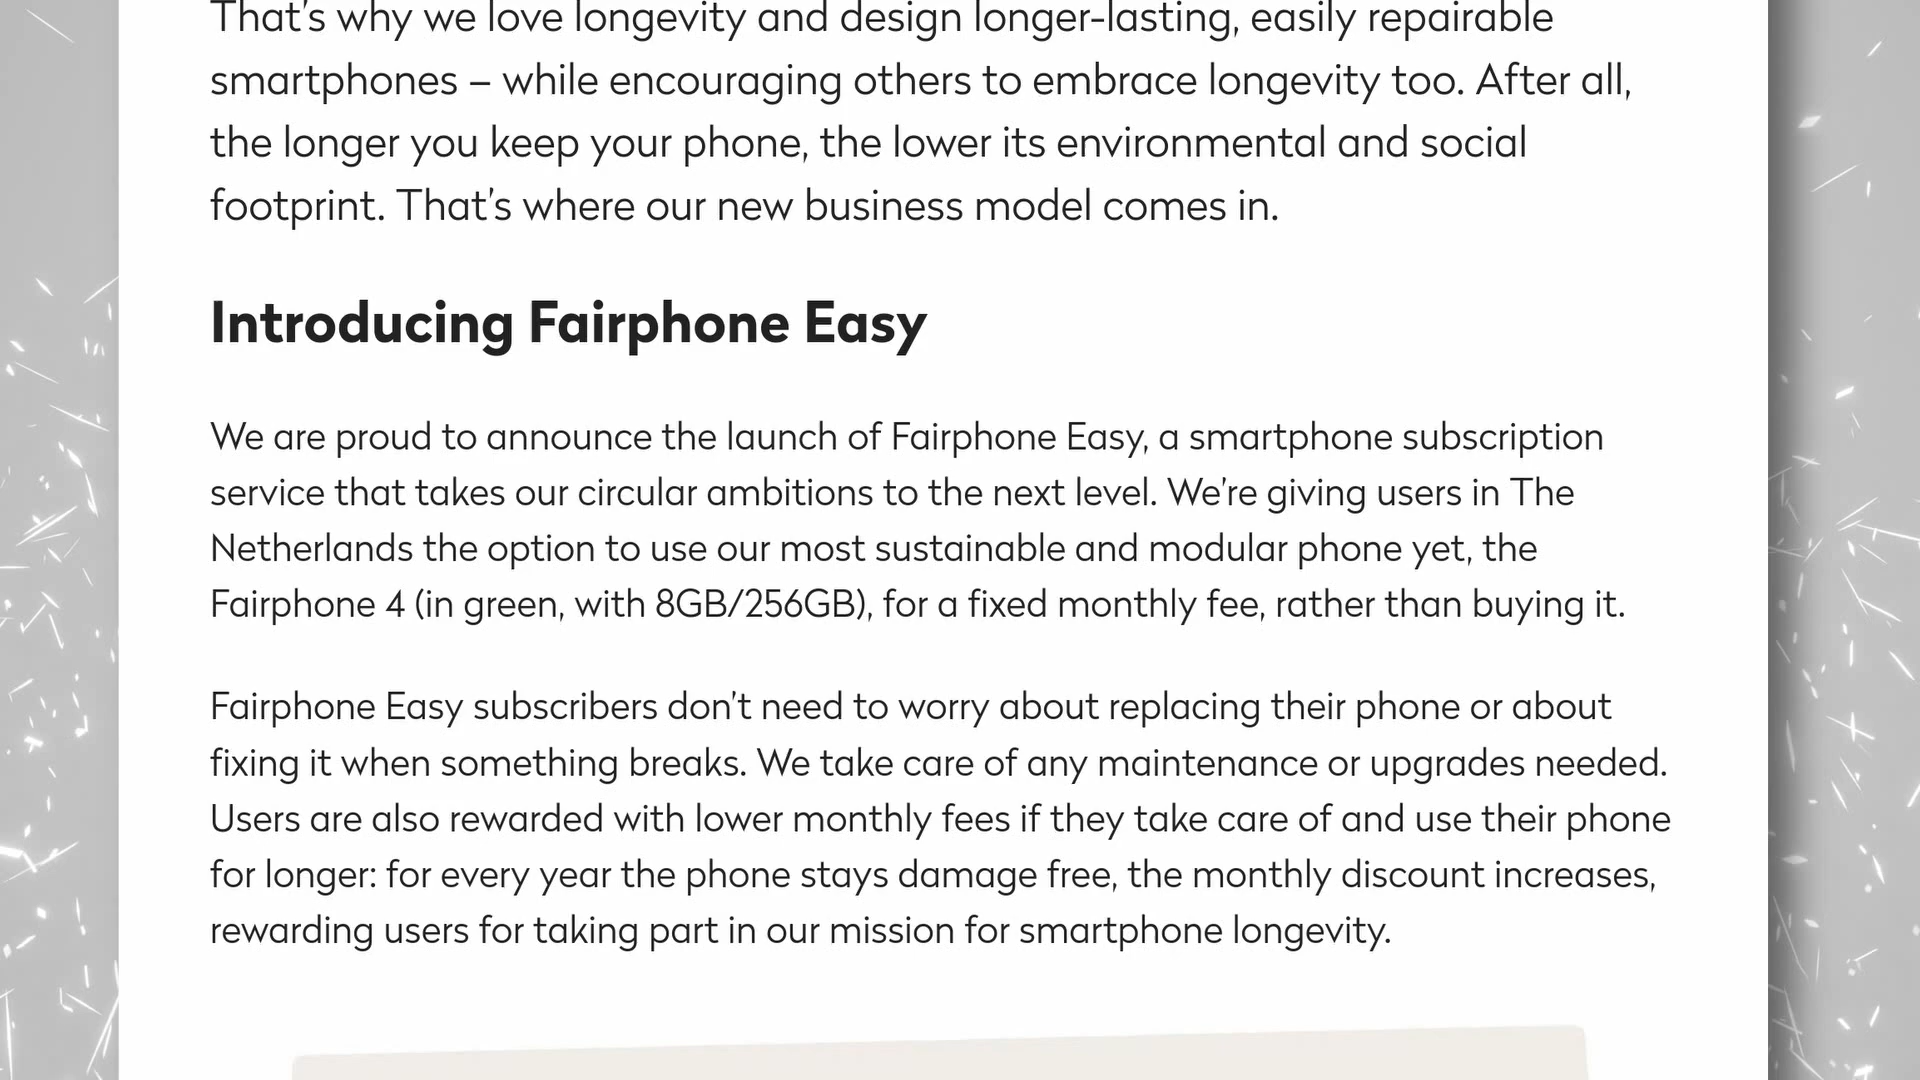 That's why we love longevity and design longer-lasting, easily repairable
smartphones – while encouraging others to embrace longevity too. After all,
the longer you keep your phone, the lower its environmental and social
footprint. That's where our new business model comes in.
Introducing Fairphone Easy
We are proud to announce the launch of Fairphone Easy, a smartphone subscription
service that takes our circular ambitions to the next level. We're giving users in The
Netherlands the option to use our most sustainable and modular phone yet, the
Fairphone 4 (in green, with 8GB/256GB), for a fixed monthly fee, rather than buying it.
Fairphone Easy subscribers don't need to worry about replacing their phone or about
fixing it when something breaks. We take care of any maintenance or upgrades needed.
Users are also rewarded with lower monthly fees if they take care of and use their phone
for longer: for every year the phone stays damage free, the monthly discount increases,
rewarding users for taking part in our mission for smartphone longevity.